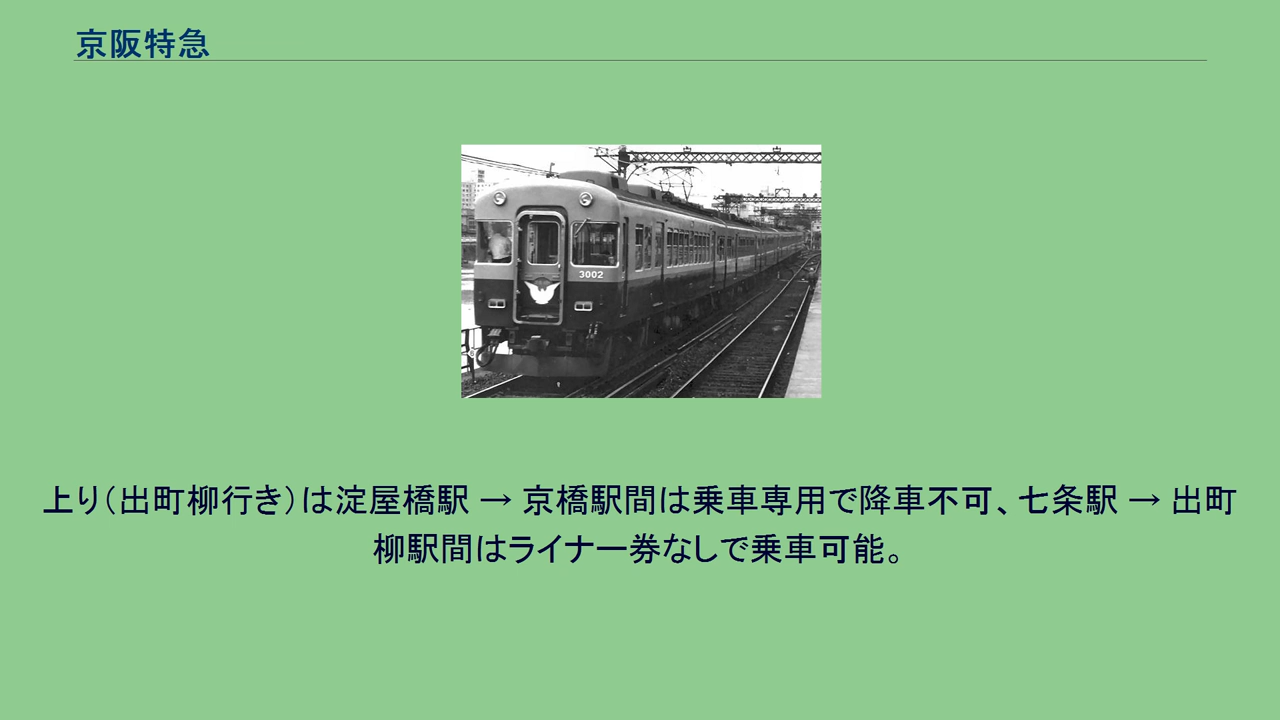 京阪特急
3002
上り（出町柳行き）は淀屋橋駅 → 京橋駅間は乗車専用で降車不可、七条駅 → 出町
柳駅間はライナー券なしで乗車可能。